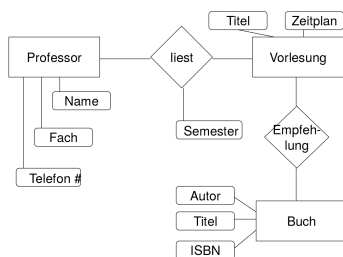 Titel
Zeitplan
Professor
liest
Vorlesung
Name
Fach
Semester
Empfeh-
lung
Telefon #
Autor
Titel
Buch
ISBN